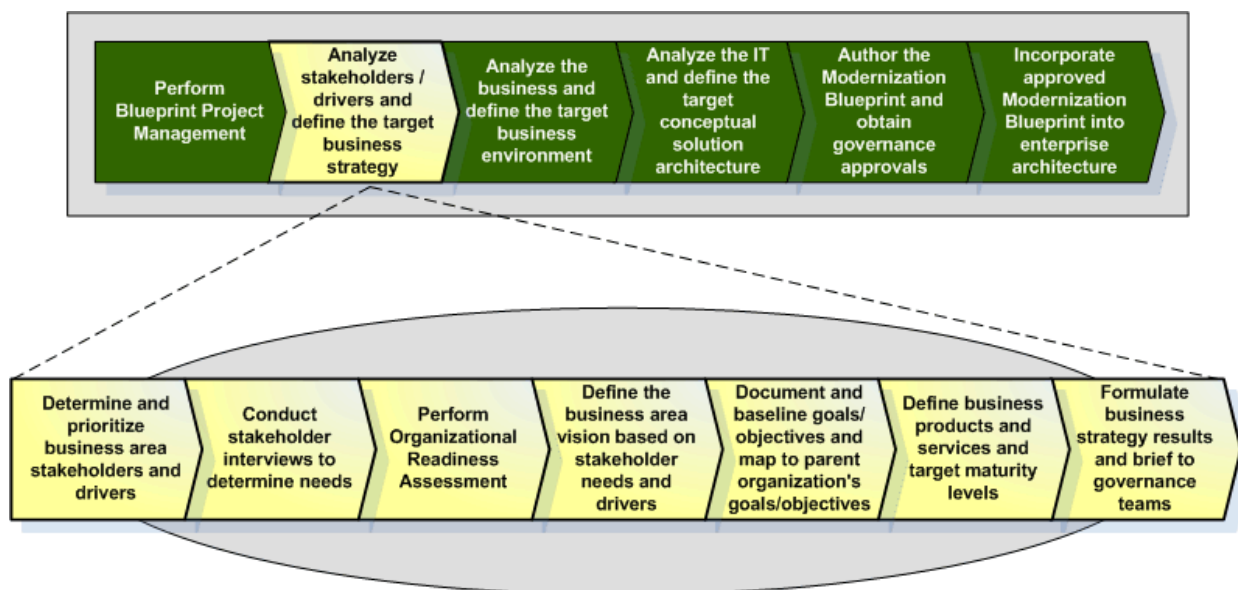 Perform
Blueprint Project
Management
Analyze
stakeholders /
drivers and
define the target
business
strategy
Analyze the
business and
define the target
business
environment
Analyze the IT
and define the
target
conceptual
solution
architecture
Author the
Modernization
Blueprint and
obtain
governance
approvals
Incorporate
approved
Modernization
Blueprint into
enterprise
architecture
Determine and
prioritize
business area
stakeholders and
drivers
Conduct
stakeholder
interviews to
determine needs
Perform
Organizational
Readiness
Assessment
Define the
business area
vision based on
stakeholder
needs and
drivers
Document and
baseline goals/
objectives and
map to parent
organization's
goals/objectives
Define business
products and
services and
target maturity
levels
Formulate
business
strategy results
and brief to
governance
teams